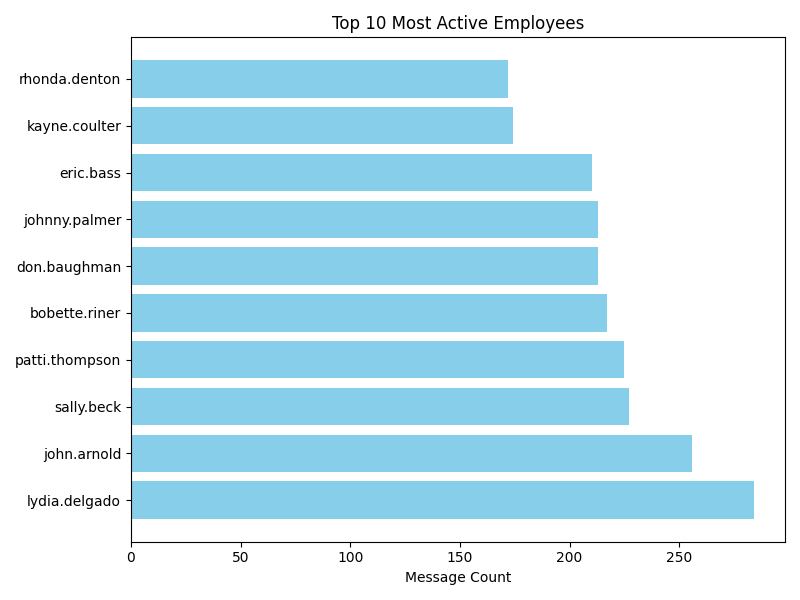 Top 10 Most Active Employees
rhonda.denton
kayne.coulter
eric.bass
johnny.palmer
don.baughman
bobette.riner
patti.thompson
sally.beck
john.arnold
lydia.delgado
0 50 100 150 200 250
Message Count